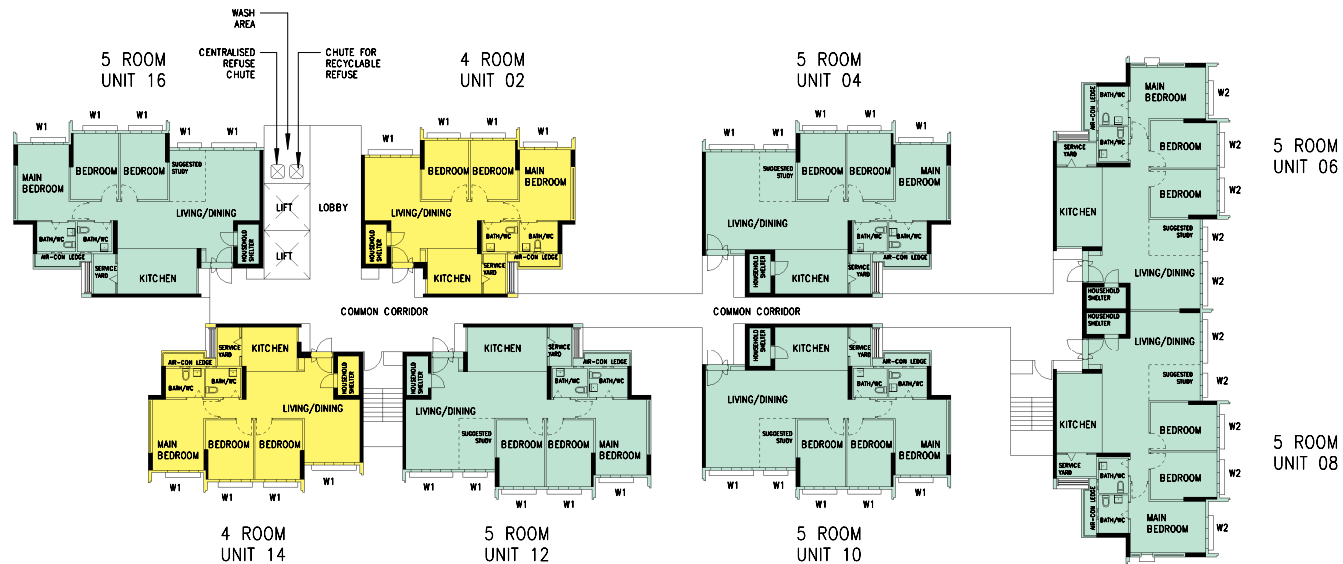 WASH
AREA
CENTRALISED
REFUSE
CHUTE
CHUTE FOR
RECYCLABLE
REFUSE
5 ROOM
UNIT 16
4 ROOM
UNIT 02
5 ROOM
UNIT 04
5 ROOM
UNIT 06
W1 W1 W1 W1
MAIN
BEDROOM
BEDROOM
BEDROOM
SUGGESTED
STUDY
LIVING/DINING
BATH/WC
BATH/WC
AIR-CON LEDGE
SERVICE
YARD
KITCHEN
HOUSEHOLD
SHELTER
LIFT
LIFT
LOBBY
W1 W1 W1 W1
BEDROOM
BEDROOM
MAIN
BEDROOM
LIVING/DINING
HOUSEHOLD
SHELTER
BATH/WC
BATH/WC
KITCHEN
SERVICE
YARD
AIR-CON LEDGE
W1 W1 W1 W1
SUGGESTED
STUDY
BEDROOM
BEDROOM
MAIN
BEDROOM
LIVING/DINING
HOUSEHOLD
SHELTER
BATH/WC
BATH/WC
KITCHEN
SERVICE
YARD
AIR-CON LEDGE
MAIN
BEDROOM
W2
BATH/WC
AIR-CON LEDGE
BATH/WC
SERVICE
YARD
BEDROOM
W2
BEDROOM
W2
KITCHEN
SUGGESTED
STUDY
W2
LIVING/DINING
W2
HOUSEHOLD
SHELTER
COMMON CORRIDOR
COMMON CORRIDOR
KITCHEN
SERVICE
YARD
AIR-CON LEDGE
BATH/WC
BATH/WC
HOUSEHOLD
SHELTER
LIVING/DINING
MAIN
BEDROOM
BEDROOM
BEDROOM
W1 W1 W1 W1
4 ROOM
UNIT 14
KITCHEN
SERVICE
YARD
AIR-CON LEDGE
HOUSEHOLD
SHELTER
BATH/WC
BATH/WC
LIVING/DINING
SUGGESTED
STUDY
BEDROOM
BEDROOM
MAIN
BEDROOM
W1 W1 W1 W1 W1
5 ROOM
UNIT 12
HOUSEHOLD
SHELTER
KITCHEN
SERVICE
YARD
AIR-CON LEDGE
BATH/WC
BATH/WC
LIVING/DINING
SUGGESTED
STUDY
BEDROOM
BEDROOM
MAIN
BEDROOM
W1 W1 W1 W1 W1
5 ROOM
UNIT 10
HOUSEHOLD
SHELTER
W2
LIVING/DINING
SUGGESTED
STUDY
W2
KITCHEN
BEDROOM
W2
SERVICE
YARD
BEDROOM
W2
BATH/WC
AIR-CON LEDGE
BATH/WC
MAIN
BEDROOM
W2
5 ROOM
UNIT 08